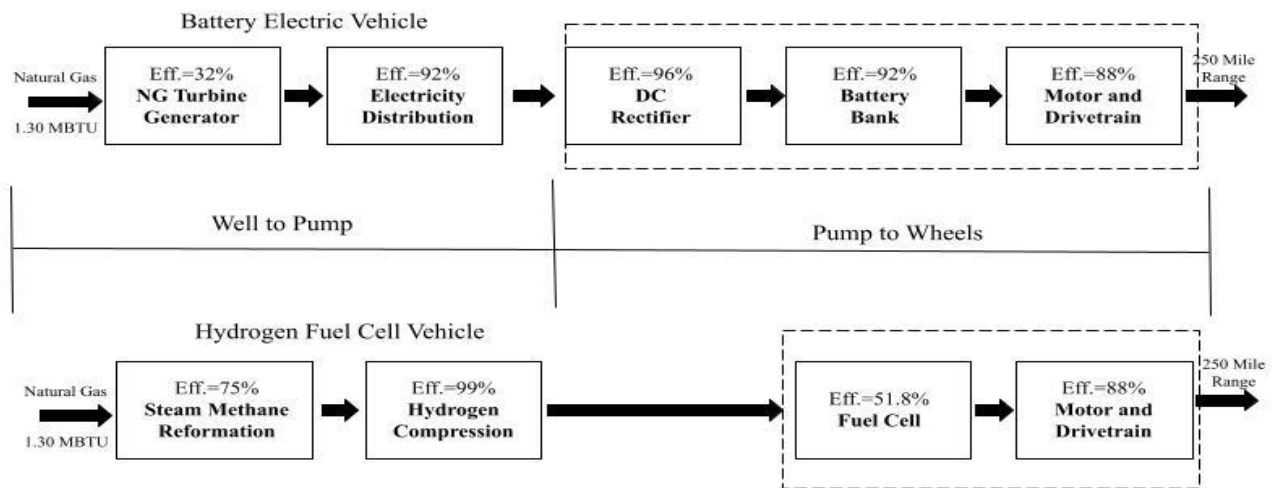 Battery Electric Vehicle
Natural Gas
1.30 MBTU
Eff.=32%
NG Turbine
Generator
Eff.=92%
Electricity
Distribution
Eff.=96%
DC
Rectifier
Eff.=92%
Battery
Bank
Eff.=88%
Motor and
Drivetrain
250 Mile
Range
Well to Pump
Pump to Wheels
Hydrogen Fuel Cell Vehicle
Natural Gas
1.30 MBTU
Eff.=75%
Steam Methane
Reformation
Eff.=99%
Hydrogen
Compression
Eff.=51.8%
Fuel Cell
Eff.=88%
Motor and
Drivetrain
250 Mile
Range